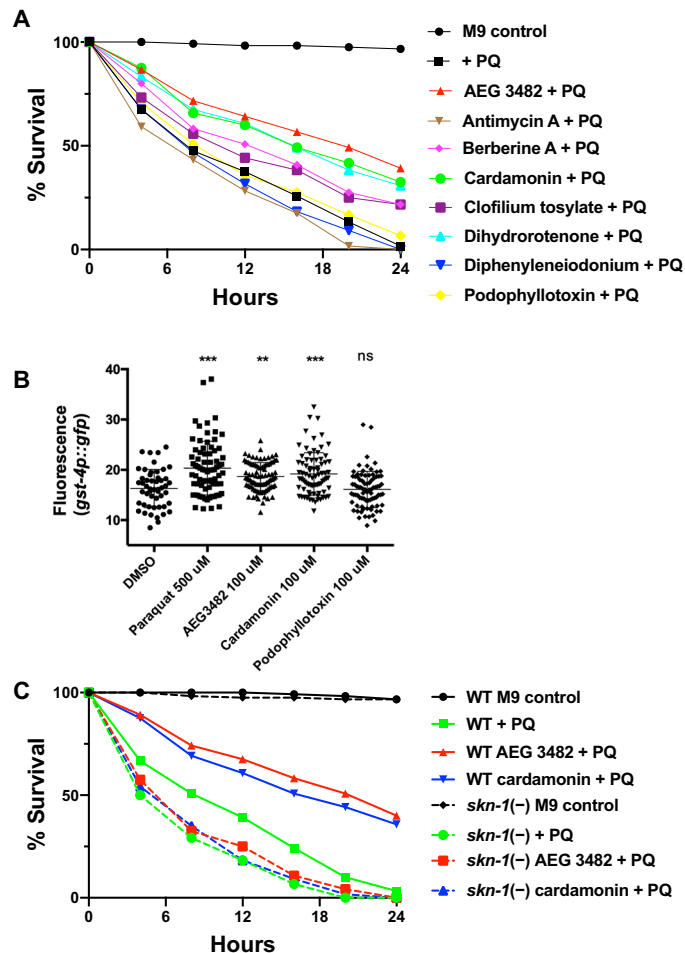 A
% Survival
100
50
0
0
6
12
18
24
Hours
M9 control
+ PQ
AEG 3482 + PQ
Antimycin A + PQ
Berberine A + PQ
Cardamonin + PQ
Clofilium tosylate + PQ
Dihydrorotenone + PQ
Diphenyleneiodonium + PQ
Podophyllotoxin + PQ
B
Fluorescence
(gst-4p::gfp)
40
30
20
10
***
**
***
ns
DMSO
Paraquat 500 uM
AEG3482 100 uM
Cardamonin 100 uM
Podophyllotoxin 100 uM
C
% Survival
100
50
0
0
6
12
18
24
Hours
WT M9 control
WT + PQ
WT AEG 3482 + PQ
WT cardamonin + PQ
skn-1(−) M9 control
skn-1(−) + PQ
skn-1(−) AEG 3482 + PQ
skn-1(−) cardamonin + PQ